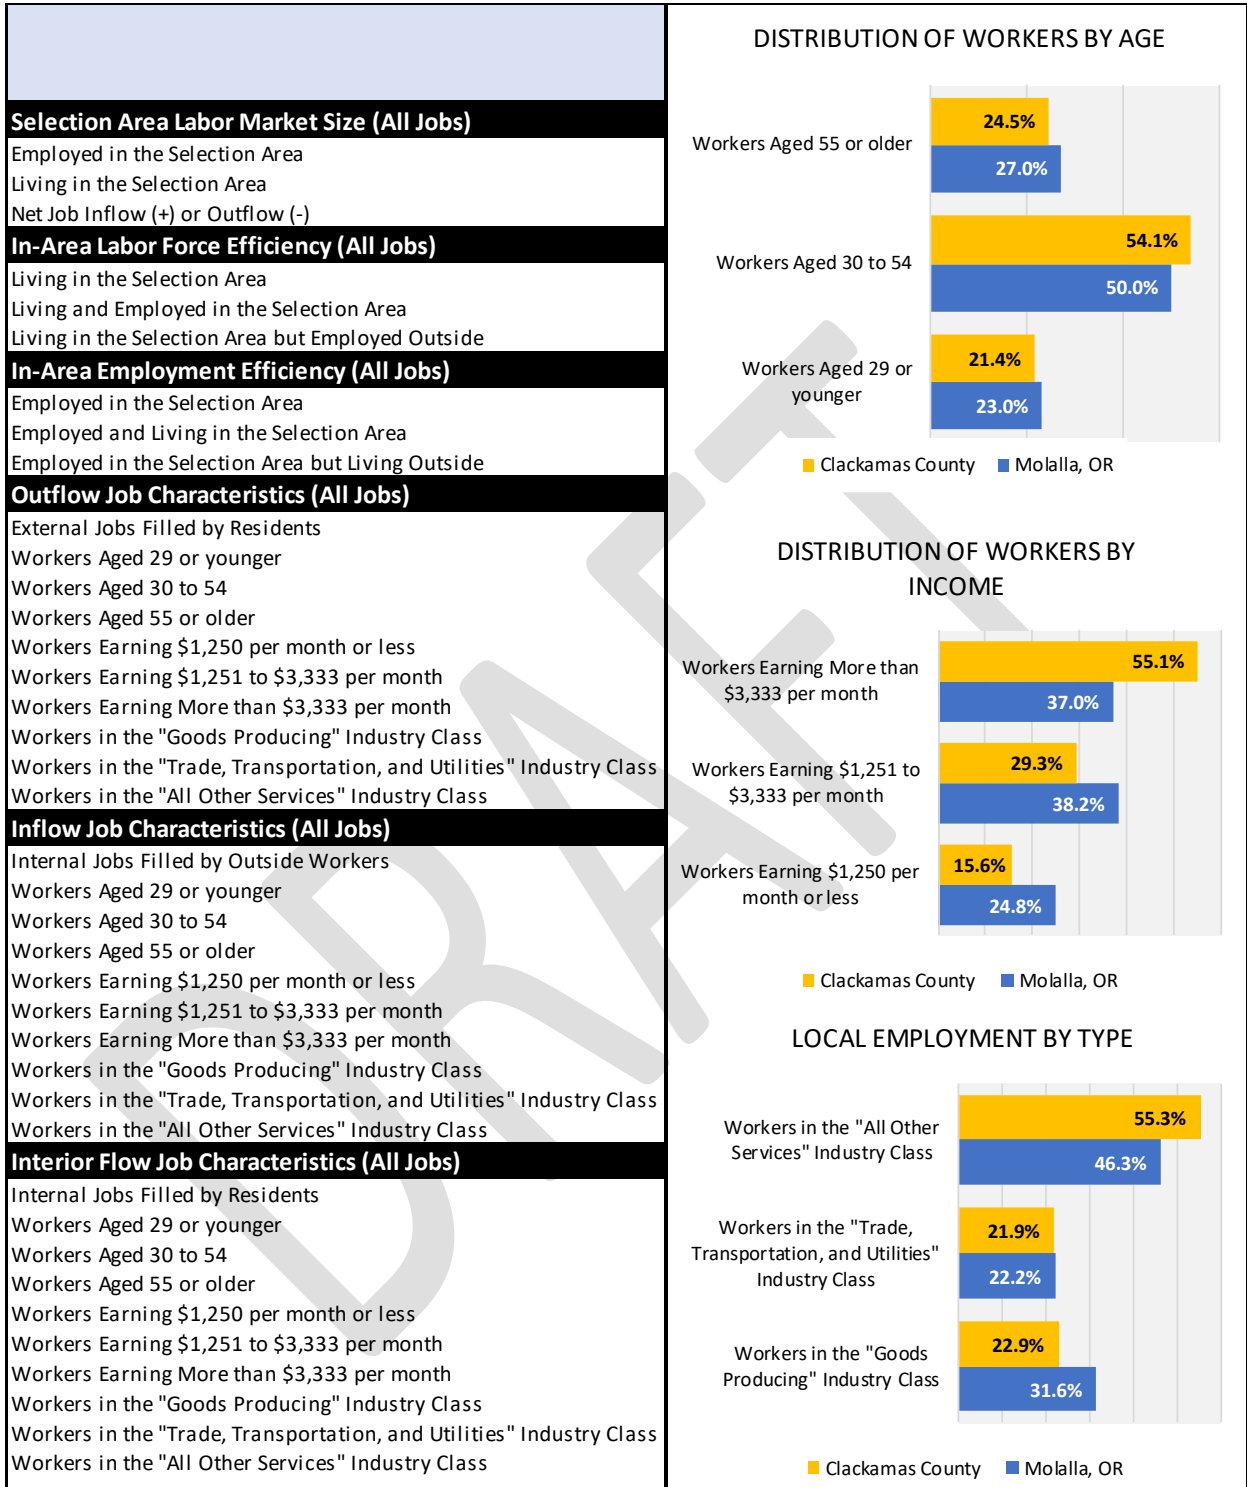 Selection Area Labor Market Size (All Jobs)
Employed in the Selection Area
Living in the Selection Area
Net Job Inflow (+) or Outflow (-)
In-Area Labor Force Efficiency (All Jobs)
Living in the Selection Area
Living and Employed in the Selection Area
Living in the Selection Area but Employed Outside
In-Area Employment Efficiency (All Jobs)
Employed in the Selection Area
Employed and Living in the Selection Area
Employed in the Selection Area but Living Outside
Outflow Job Characteristics (All Jobs)
External Jobs Filled by Residents
Workers Aged 29 or younger
Workers Aged 30 to 54
Workers Aged 55 or older
Workers Earning $1,250 per month or less
Workers Earning $1,251 to $3,333 per month
Workers Earning More than $3,333 per month
Workers in the "Goods Producing" Industry Class
Workers in the "Trade, Transportation, and Utilities" Industry Class
Workers in the "All Other Services" Industry Class
Inflow Job Characteristics (All Jobs)
Internal Jobs Filled by Outside Workers
Workers Aged 29 or younger
Workers Aged 30 to 54
Workers Aged 55 or older
Workers Earning $1,250 per month or less
Workers Earning $1,251 to $3,333 per month
Workers Earning More than $3,333 per month
Workers in the "Goods Producing" Industry Class
Workers in the "Trade, Transportation, and Utilities" Industry Class
Workers in the "All Other Services" Industry Class
Interior Flow Job Characteristics (All Jobs)
Internal Jobs Filled by Residents
Workers Aged 29 or younger
Workers Aged 30 to 54
Workers Aged 55 or older
Workers Earning $1,250 per month or less
Workers Earning $1,251 to $3,333 per month
Workers Earning More than $3,333 per month
Workers in the "Goods Producing" Industry Class
Workers in the "Trade, Transportation, and Utilities" Industry Class
Workers in the "All Other Services" Industry Class
DISTRIBUTION OF WORKERS BY AGE
Workers Aged 55 or older
24.5%
27.0%
Workers Aged 30 to 54
54.1%
50.0%
Workers Aged 29 or
younger
21.4%
23.0%
Clackamas County Molalla, OR
DISTRIBUTION OF WORKERS BY
INCOME
Workers Earning More than
$3,333 per month
55.1%
37.0%
Workers Earning $1,251 to
$3,333 per month
29.3%
38.2%
Workers Earning $1,250 per
month or less
15.6%
24.8%
Clackamas County Molalla, OR
LOCAL EMPLOYMENT BY TYPE
Workers in the "All Other
Services" Industry Class
55.3%
46.3%
Workers in the "Trade,
Transportation, and Utilities"
Industry Class
21.9%
22.2%
Workers in the "Goods
Producing" Industry Class
22.9%
31.6%
Clackamas County Molalla, OR
DRAFT